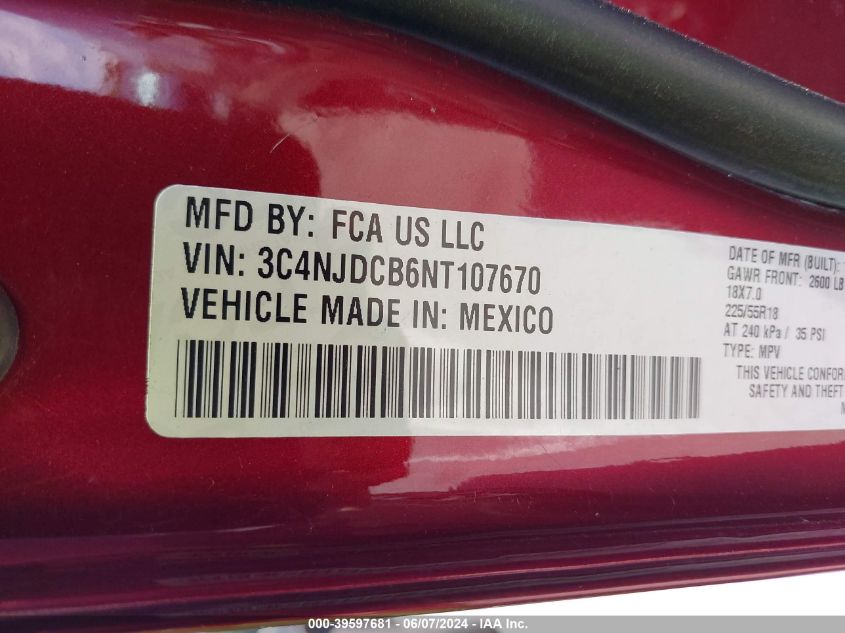 MFD BY: FCA US LLC
VIN: 3C4NJDCB6NT107670
VEHICLE MADE IN: MEXICO
DATE OF MFR (BUILT):
GAWR FRONT: 2600 LB
18X7.0
225/55R18
AT 240 kPa / 35 PSI
TYPE: MPV
THIS VEHICLE
SAFETY AND THEFT
000-39597681 - 06/07/2024 - IAA Inc.